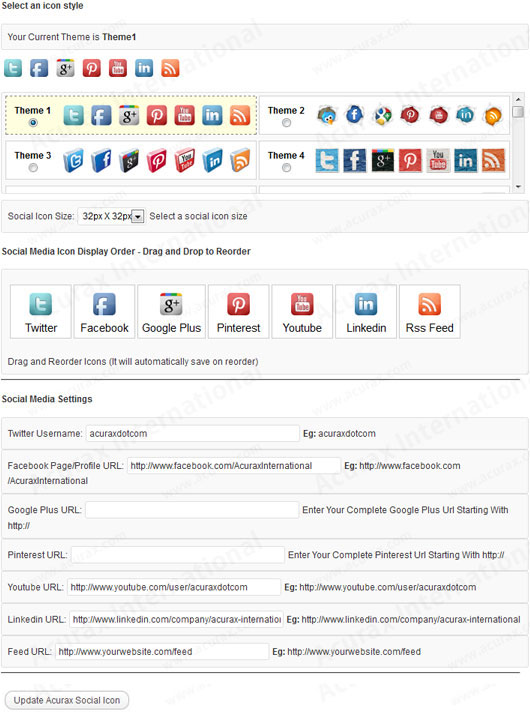 Select an icon style
Your Current Theme is Theme1
Theme 1
Theme 2
Theme 3
Theme 4
Social Icon Size: 32px X 32px Select a social icon size
Social Media Icon Display Order - Drag and Drop to Reorder
Twitter Facebook Google Plus Pinterest Youtube Linkedin Rss Feed
Drag and Reorder Icons (It will automatically save on reorder)
Social Media Settings
Twitter Username: acuraxdotcom Eg: acuraxdotcom
Facebook Page/Profile URL: http://www.facebook.com/AcuraxInternational Eg: http://www.facebook.com
/AcuraxInternational
Google Plus URL: Enter Your Complete Google Plus Url Starting With
http://
Pinterest URL: Enter Your Complete Pinterest Url Starting With http://
Youtube URL: http://www.youtube.com/user/acuraxdotcom Eg: http://www.youtube.com/user/acuraxdotcom
Linkedin URL: http://www.linkedin.com/company/acurax-internation Eg: http://www.linkedin.com/company/acurax-international
Feed URL: http://www.yourwebsite.com/feed Eg: http://www.yourwebsite.com/feed
Update Acurax Social Icon
Acurax International
www.acurax.com